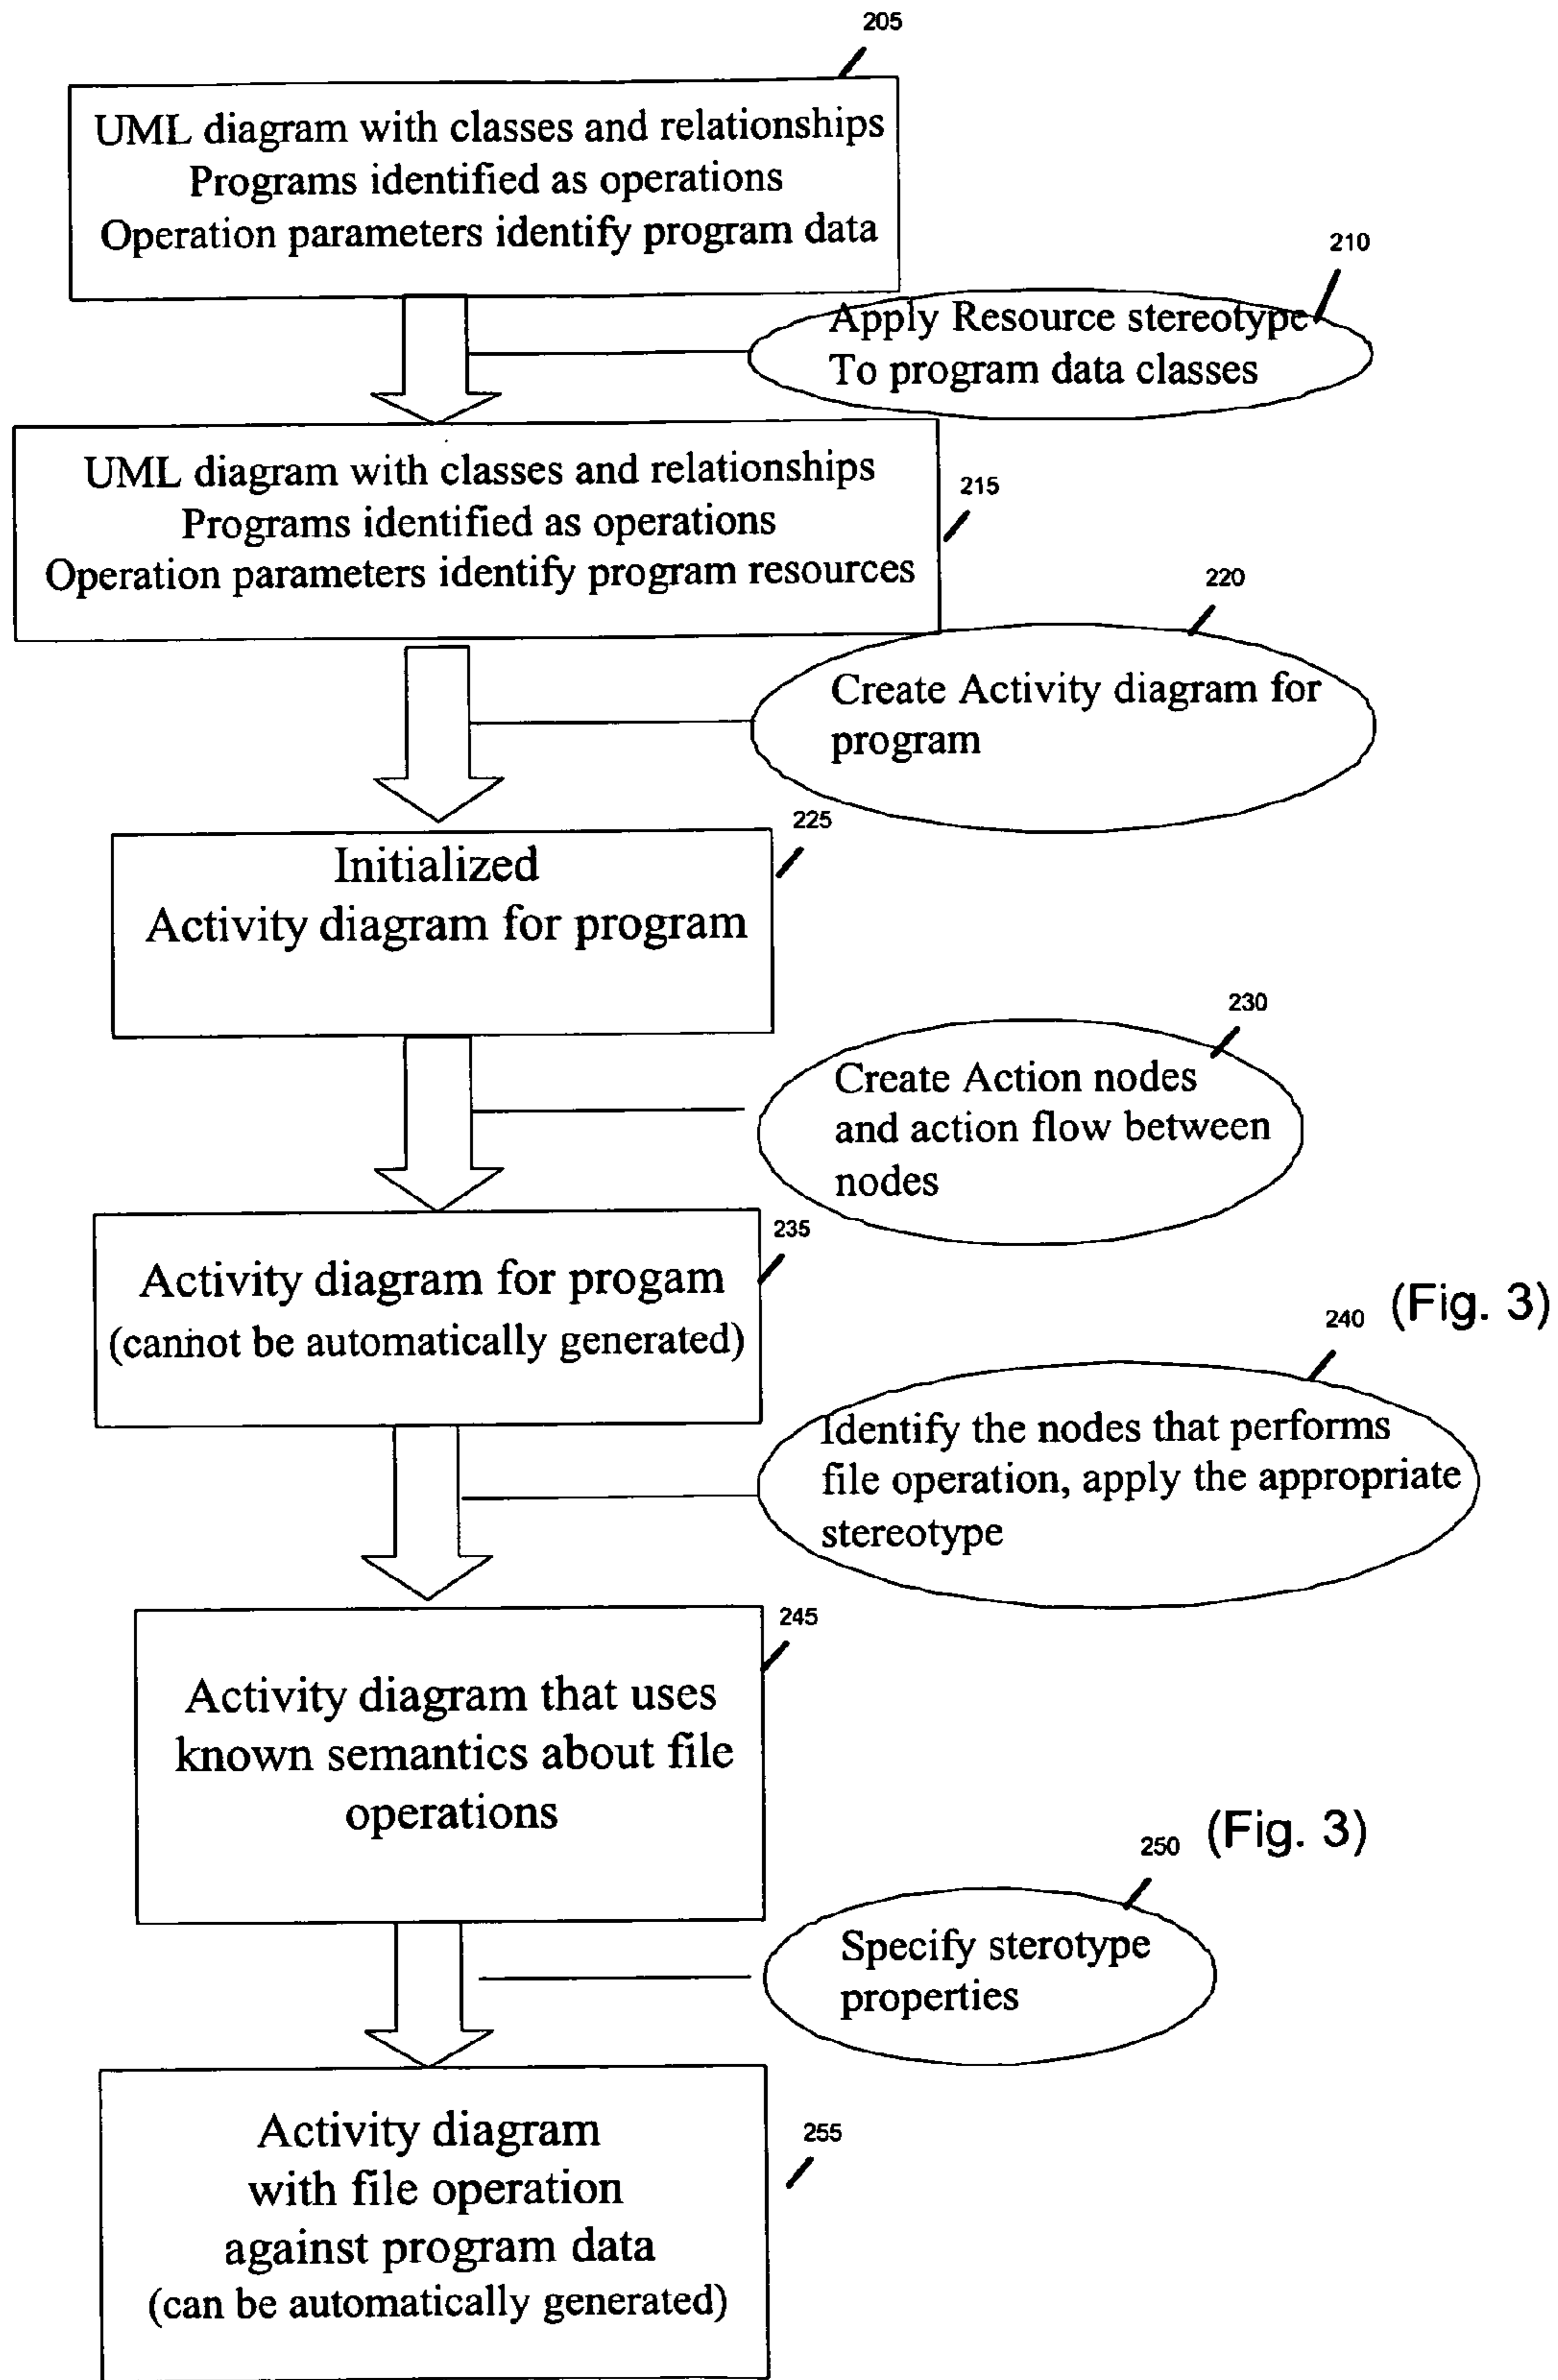 205
UML diagram with classes and relationships
Programs identified as operations
Operation parameters identify program data
210
Apply Resource stereotype
To program data classes
UML diagram with classes and relationships
Programs identified as operations
Operation parameters identify program resources
215
220
Create Activity diagram for
program
225
Initialized
Activity diagram for program
230
Create Action nodes
and action flow between
nodes
235
Activity diagram for progam
(cannot be automatically generated)
240 (Fig. 3)
Identify the nodes that performs
file operation, apply the appropriate
stereotype
245
Activity diagram that uses
known semantics about file
operations
250 (Fig. 3)
Specify sterotype
properties
255
Activity diagram
with file operation
against program data
(can be automatically generated)